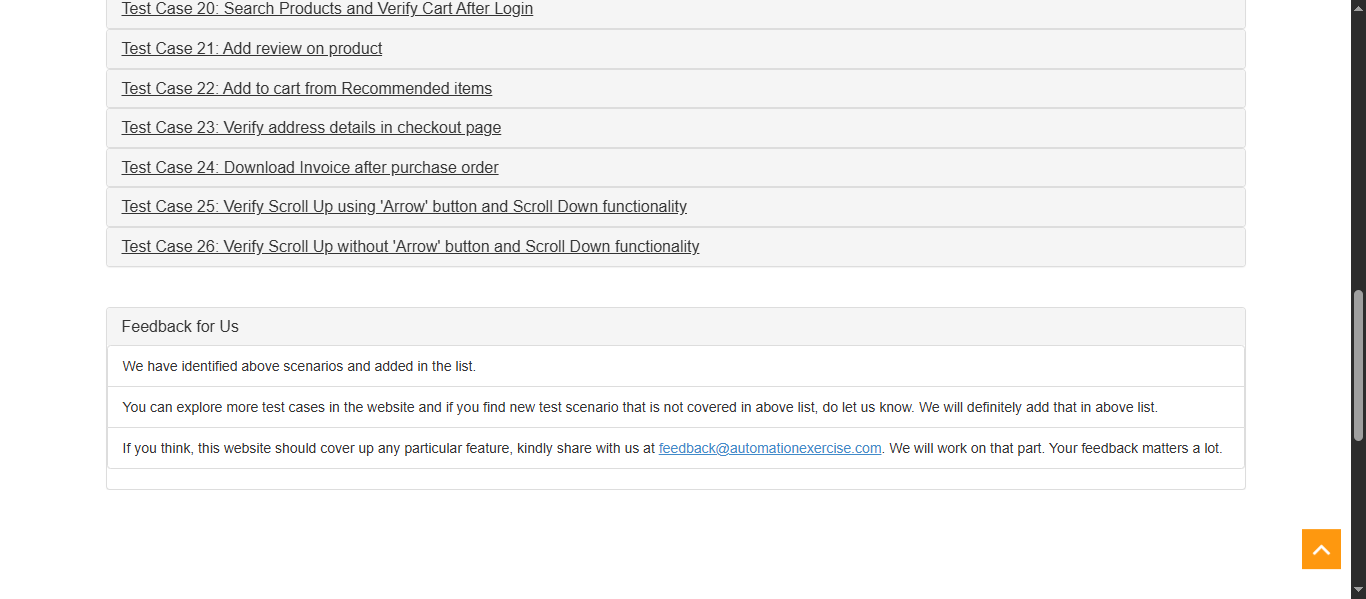 Test Case 20: Search Products and Verify Cart After Login
Test Case 21: Add review on product
Test Case 22: Add to cart from Recommended items
Test Case 23: Verify address details in checkout page
Test Case 24: Download Invoice after purchase order
Test Case 25: Verify Scroll Up using 'Arrow' button and Scroll Down functionality
Test Case 26: Verify Scroll Up without 'Arrow' button and Scroll Down functionality
Feedback for Us
We have identified above scenarios and added in the list.
You can explore more test cases in the website and if you find new test scenario that is not covered in above list, do let us know. We will definitely add that in above list.
If you think, this website should cover up any particular feature, kindly share with us at feedback@automationexercise.com. We will work on that part. Your feedback matters a lot.